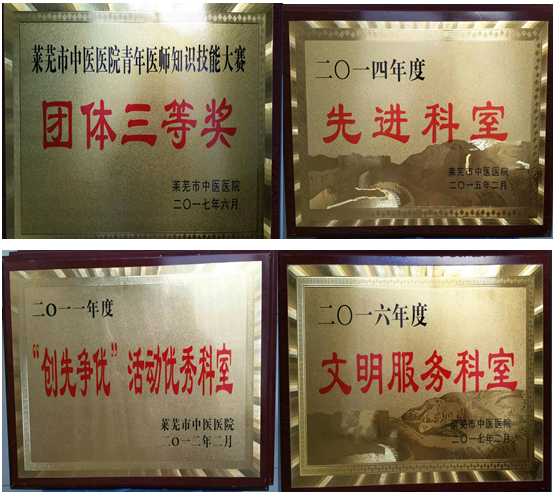 莱芜市中医医院青年医师知识技能大赛
团体三等奖
莱芜市中医医院
二〇一七年六月
二〇一四年度
先进科室
莱芜市中医医院
二〇一五年二月
二〇一一年度
“创先争优”活动优秀科室
莱芜市中医医院
二〇一二年二月
二〇一六年度
文明服务科室
莱芜市中医医院
二〇一七年二月